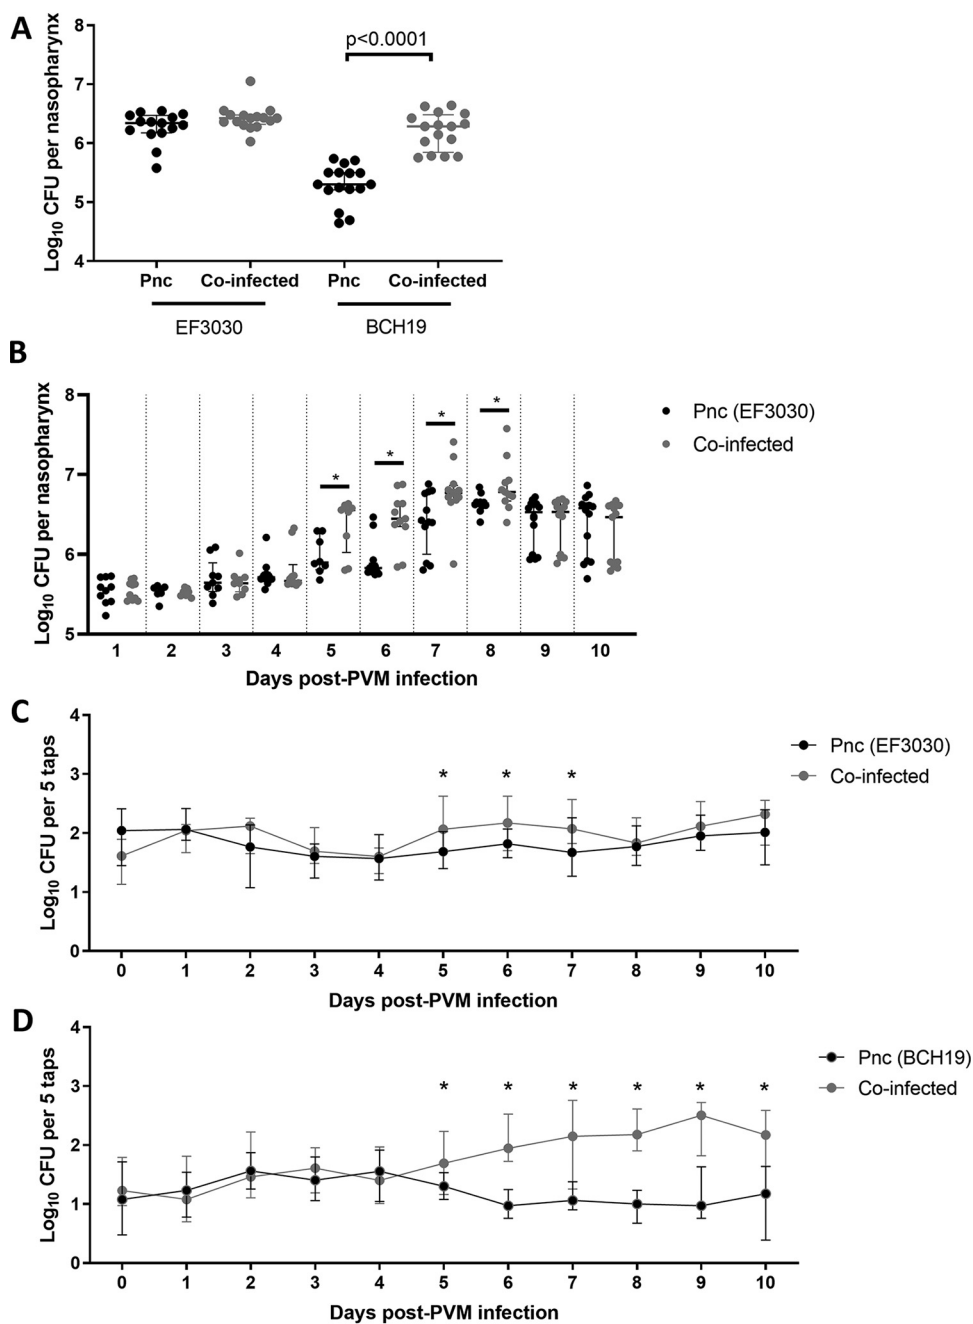 A
Log10 CFU per nasopharynx
8
7
6
5
4
p<0.0001
Pnc Co-infected Pnc Co-infected
EF3030 BCH19
B
Log10 CFU per nasopharynx
8
7
6
5
* * * *
1 2 3 4 5 6 7 8 9 10
Days post-PVM infection
Pnc (EF3030)
Co-infected
C
Log10 CFU per 5 taps
4
3
2
1
0
* * *
0 1 2 3 4 5 6 7 8 9 10
Days post-PVM infection
Pnc (EF3030)
Co-infected
D
Log10 CFU per 5 taps
4
3
2
1
0
* * * * * *
0 1 2 3 4 5 6 7 8 9 10
Days post-PVM infection
Pnc (BCH19)
Co-infected